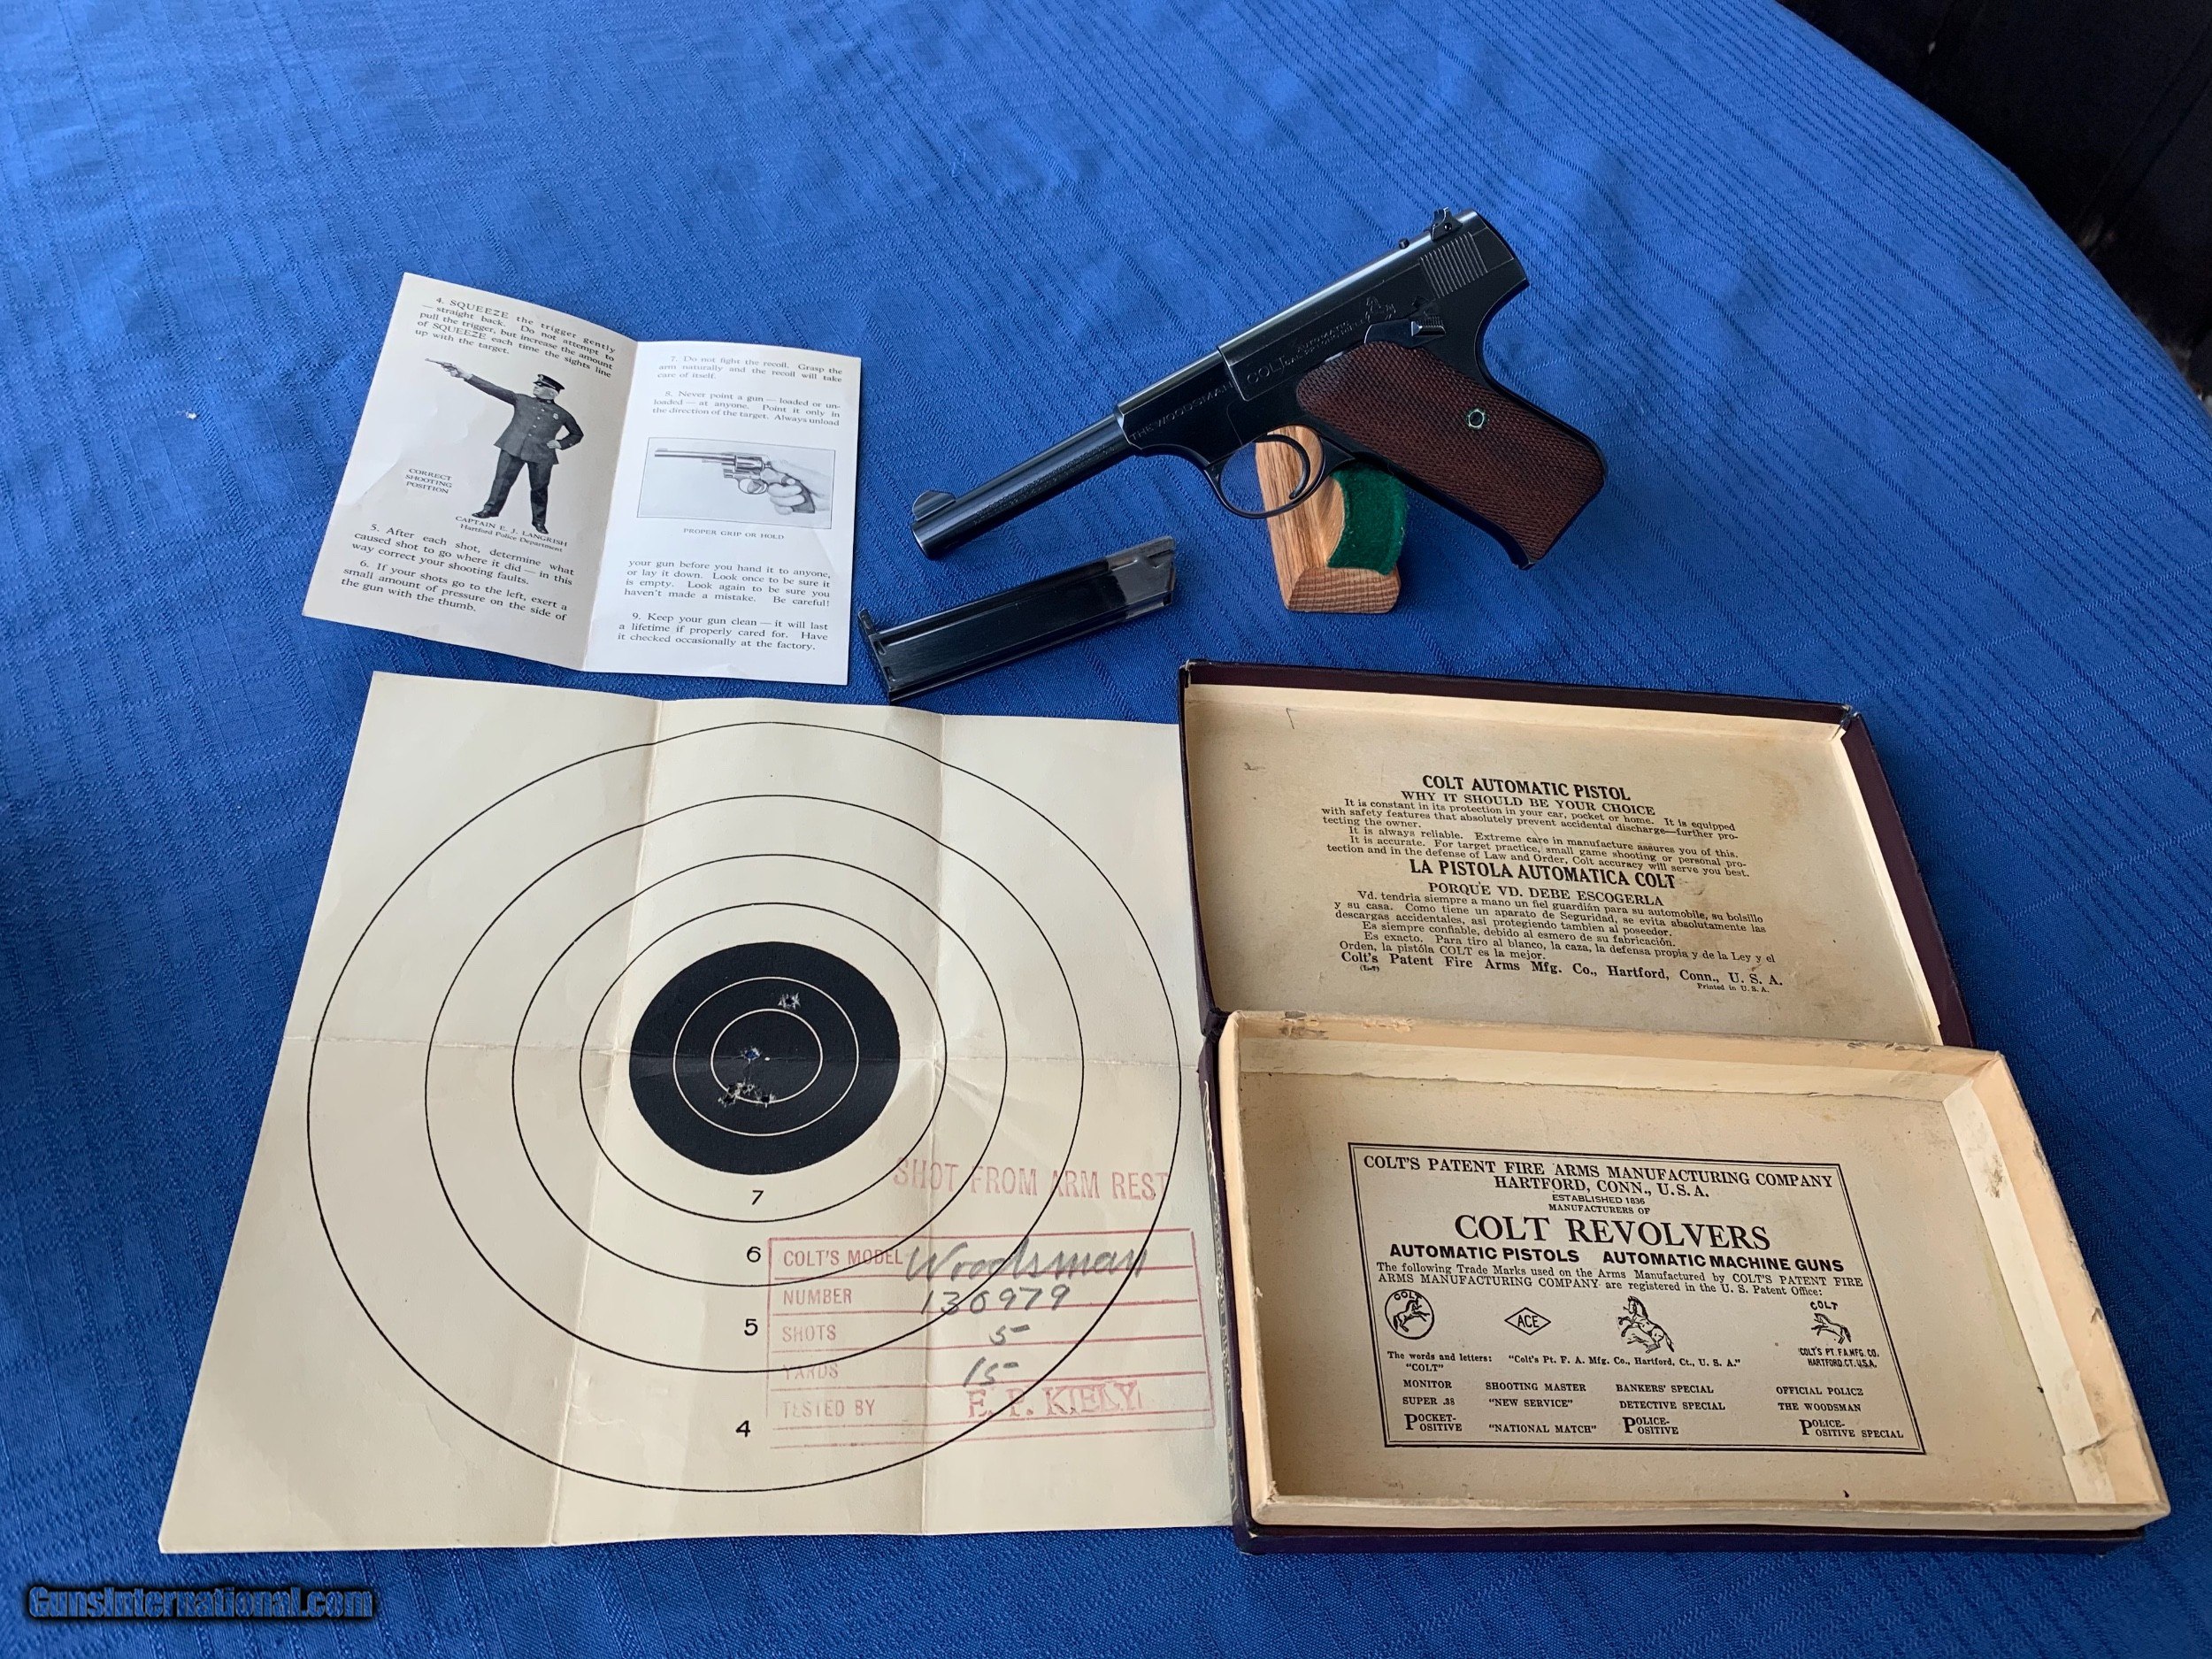 4. SQUEEZE the trigger gently
— straight back. Do not attempt to
pull the trigger, but increase the amount
of SQUEEZE each time the sights line
up with the target.
CORRECT
SHOOTING
POSITION
CAPTAIN E. J. LANGRISH
Hartford Police Department
5. After each shot, determine what
caused shot to go where it did — in this
way correct your shooting faults.
6. If your shots go to the left, exert a
small amount of pressure on the side of
the gun with the thumb.
7. Do not fight the recoil. Grasp the
arm naturally and the recoil will take
care of itself.
8. Never point a gun — loaded or un-
loaded — at anyone. Point it only in
the direction of the target. Always unload
PROPER GRIP OR HOLD
your gun before you hand it to anyone,
or lay it down. Look once to be sure it
is empty. Look again to be sure you
haven't made a mistake. Be careful!
9. Keep your gun clean — it will last
a lifetime if properly cared for. Have
it checked occasionally at the factory.
THE WOODSMAN
COLT AUTOMATIC
7
6
5
4
SHOT FROM ARM REST
COLT'S MODEL Woodsman
NUMBER 130979
SHOTS 5
YARDS 15
TESTED BY E. P. KIELY
COLT AUTOMATIC PISTOL
WHY IT SHOULD BE YOUR CHOICE
It is constant in its protection in your car, pocket or home. It is equipped
with safety features that absolutely prevent accidental discharge—further pro-
tecting the owner.
It is always reliable. Extreme care in manufacture assures you of this.
It is accurate. For target practice, small game shooting or personal pro-
tection and in the defense of Law and Order, Colt accuracy will serve you best.
LA PISTOLA AUTOMATICA COLT
PORQUE VD. DEBE ESCOGERLA
Vd. tendria siempre a mano un fiel guardián para su automobile, su bolsillo
y su casa. Como tiene un aparato de Seguridad, se evita absolutamente las
descargas accidentales, asi protegiendo tambien al poseedor.
Es siempre confiable, debido al esmero de su fabricación.
Es exacto. Para tiro al blanco, la caza, la defensa propia y de la Ley y el
Orden, la pistóla COLT es la mejor.
Colt's Patent Fire Arms Mfg. Co., Hartford, Conn., U. S. A.
Printed in U. S. A.
COLT'S PATENT FIRE ARMS MANUFACTURING COMPANY
HARTFORD, CONN., U.S.A.
ESTABLISHED 1836
MANUFACTURERS OF
COLT REVOLVERS
AUTOMATIC PISTOLS AUTOMATIC MACHINE GUNS
The following Trade Marks used on the Arms Manufactured by COLT'S PATENT FIRE
ARMS MANUFACTURING COMPANY are registered in the U. S. Patent Office:
COLT
ACE
COLT
COLT'S PT. F.A.MFG. CO.
HARTFORD.CT.U.S.A.
The words and letters: "Colt's Pt. F. A. Mfg. Co., Hartford, Ct., U. S. A."
"COLT"
MONITOR SHOOTING MASTER BANKERS' SPECIAL OFFICIAL POLICE
SUPER .38 "NEW SERVICE" DETECTIVE SPECIAL THE WOODSMAN
POCKET-POSITIVE "NATIONAL MATCH" POLICE-POSITIVE POLICE-POSITIVE SPECIAL
GunsInternational.com